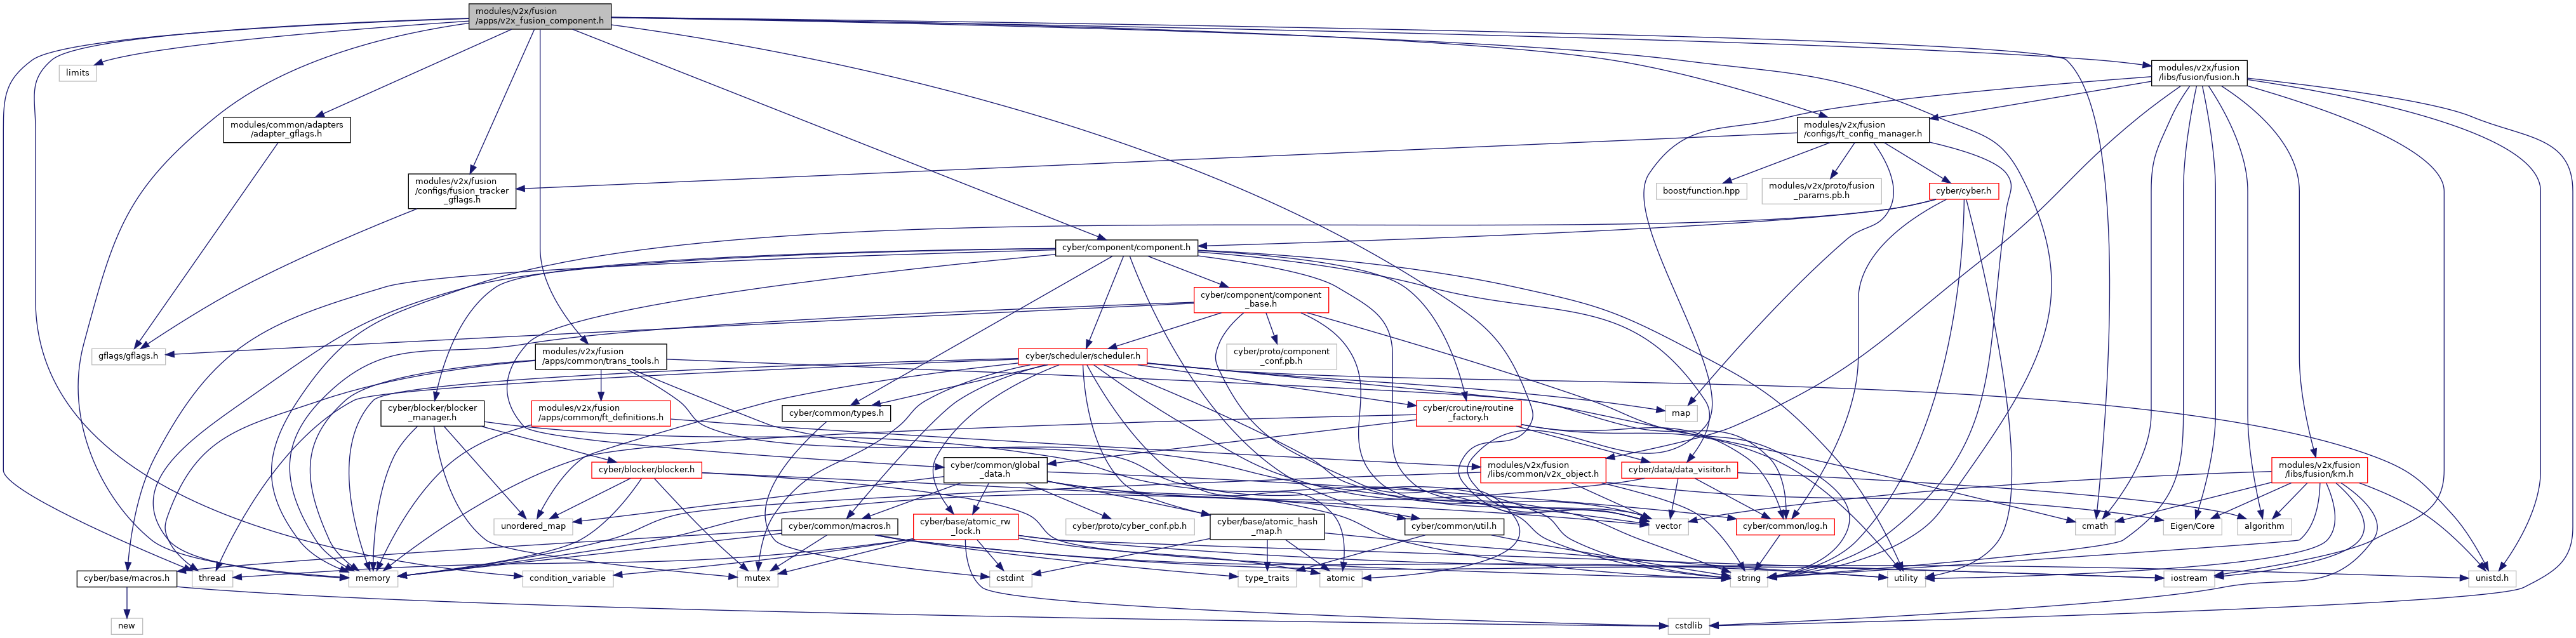 modules/v2x/fusion
/apps/v2x_fusion_component.h
limits
modules/v2x/fusion
/libs/fusion/fusion.h
modules/common/adapters
/adapter_gflags.h
modules/v2x/fusion
/configs/ft_config_manager.h
modules/v2x/fusion
/configs/fusion_tracker
_gflags.h
boost/function.hpp
modules/v2x/proto/fusion
_params.pb.h
cyber/cyber.h
cyber/component/component.h
cyber/component/component
_base.h
gflags/gflags.h
modules/v2x/fusion
/apps/common/trans_tools.h
cyber/scheduler/scheduler.h
cyber/proto/component
_conf.pb.h
cyber/blocker/blocker
_manager.h
modules/v2x/fusion
/apps/common/ft_definitions.h
cyber/common/types.h
cyber/croutine/routine
_factory.h
map
cyber/blocker/blocker.h
cyber/common/global
_data.h
modules/v2x/fusion
/libs/common/v2x_object.h
cyber/data/data_visitor.h
modules/v2x/fusion
/libs/fusion/km.h
unordered_map
cyber/common/macros.h
cyber/base/atomic_rw
_lock.h
cyber/proto/cyber_conf.pb.h
cyber/base/atomic_hash
_map.h
cyber/common/util.h
vector
cyber/common/log.h
cmath
Eigen/Core
algorithm
cyber/base/macros.h
thread
memory
condition_variable
mutex
cstdint
type_traits
atomic
string
utility
iostream
unistd.h
new
cstdlib